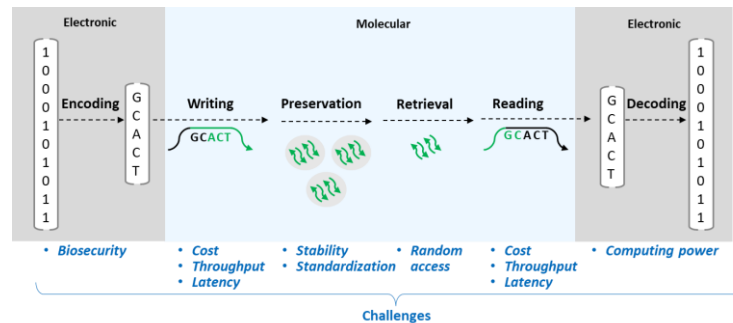 Electronic
Molecular
Electronic
1
0
0
0
1
0
1
0
1
1
Encoding
G
C
A
C
T
Writing
GCACT
Preservation
Retrieval
Reading
GCACT
G
C
A
C
T
Decoding
1
0
0
0
1
0
1
0
1
1
• Biosecurity
• Cost
• Throughput
• Latency
• Stability
• Standardization
• Random
access
• Cost
• Throughput
• Latency
• Computing power
Challenges